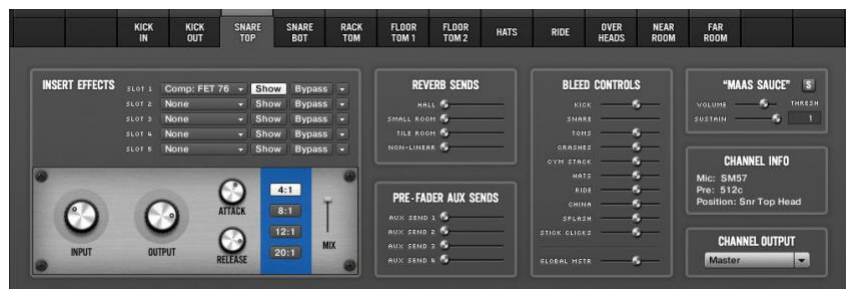 KICK IN
KICK OUT
SNARE TOP
SNARE BOT
RACK TOM
FLOOR TOM 1
FLOOR TOM 2
HATS
RIDE
OVER HEADS
NEAR ROOM
FAR ROOM
INSERT EFFECTS
SLOT 1 Comp: FET 76 Show Bypass
SLOT 2 None Show Bypass
SLOT 3 None Show Bypass
SLOT 4 None Show Bypass
SLOT 5 None Show Bypass
INPUT
OUTPUT
ATTACK
RELEASE
4:1
8:1
12:1
20:1
MIX
REVERB SENDS
HALL
SMALL ROOM
TILE ROOM
NON-LINEAR
PRE-FADER AUX SENDS
AUX SEND 1
AUX SEND 2
AUX SEND 3
AUX SEND 4
BLEED CONTROLS
KICK
SNARE
TOMS
CRASHES
GYM STACK
HATS
RIDE
CHINA
SPLASH
STICK CLICKS
GLOBAL MSTR
"MAAS SAUCE" S
VOLUME THRESH
SUSTAIN 1
CHANNEL INFO
Mic: SM57
Pre: 512c
Position: Snr Top Head
CHANNEL OUTPUT
Master